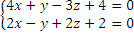 {4x + y − 3z + 4 = 0
{2x − y + 2z + 2 = 0